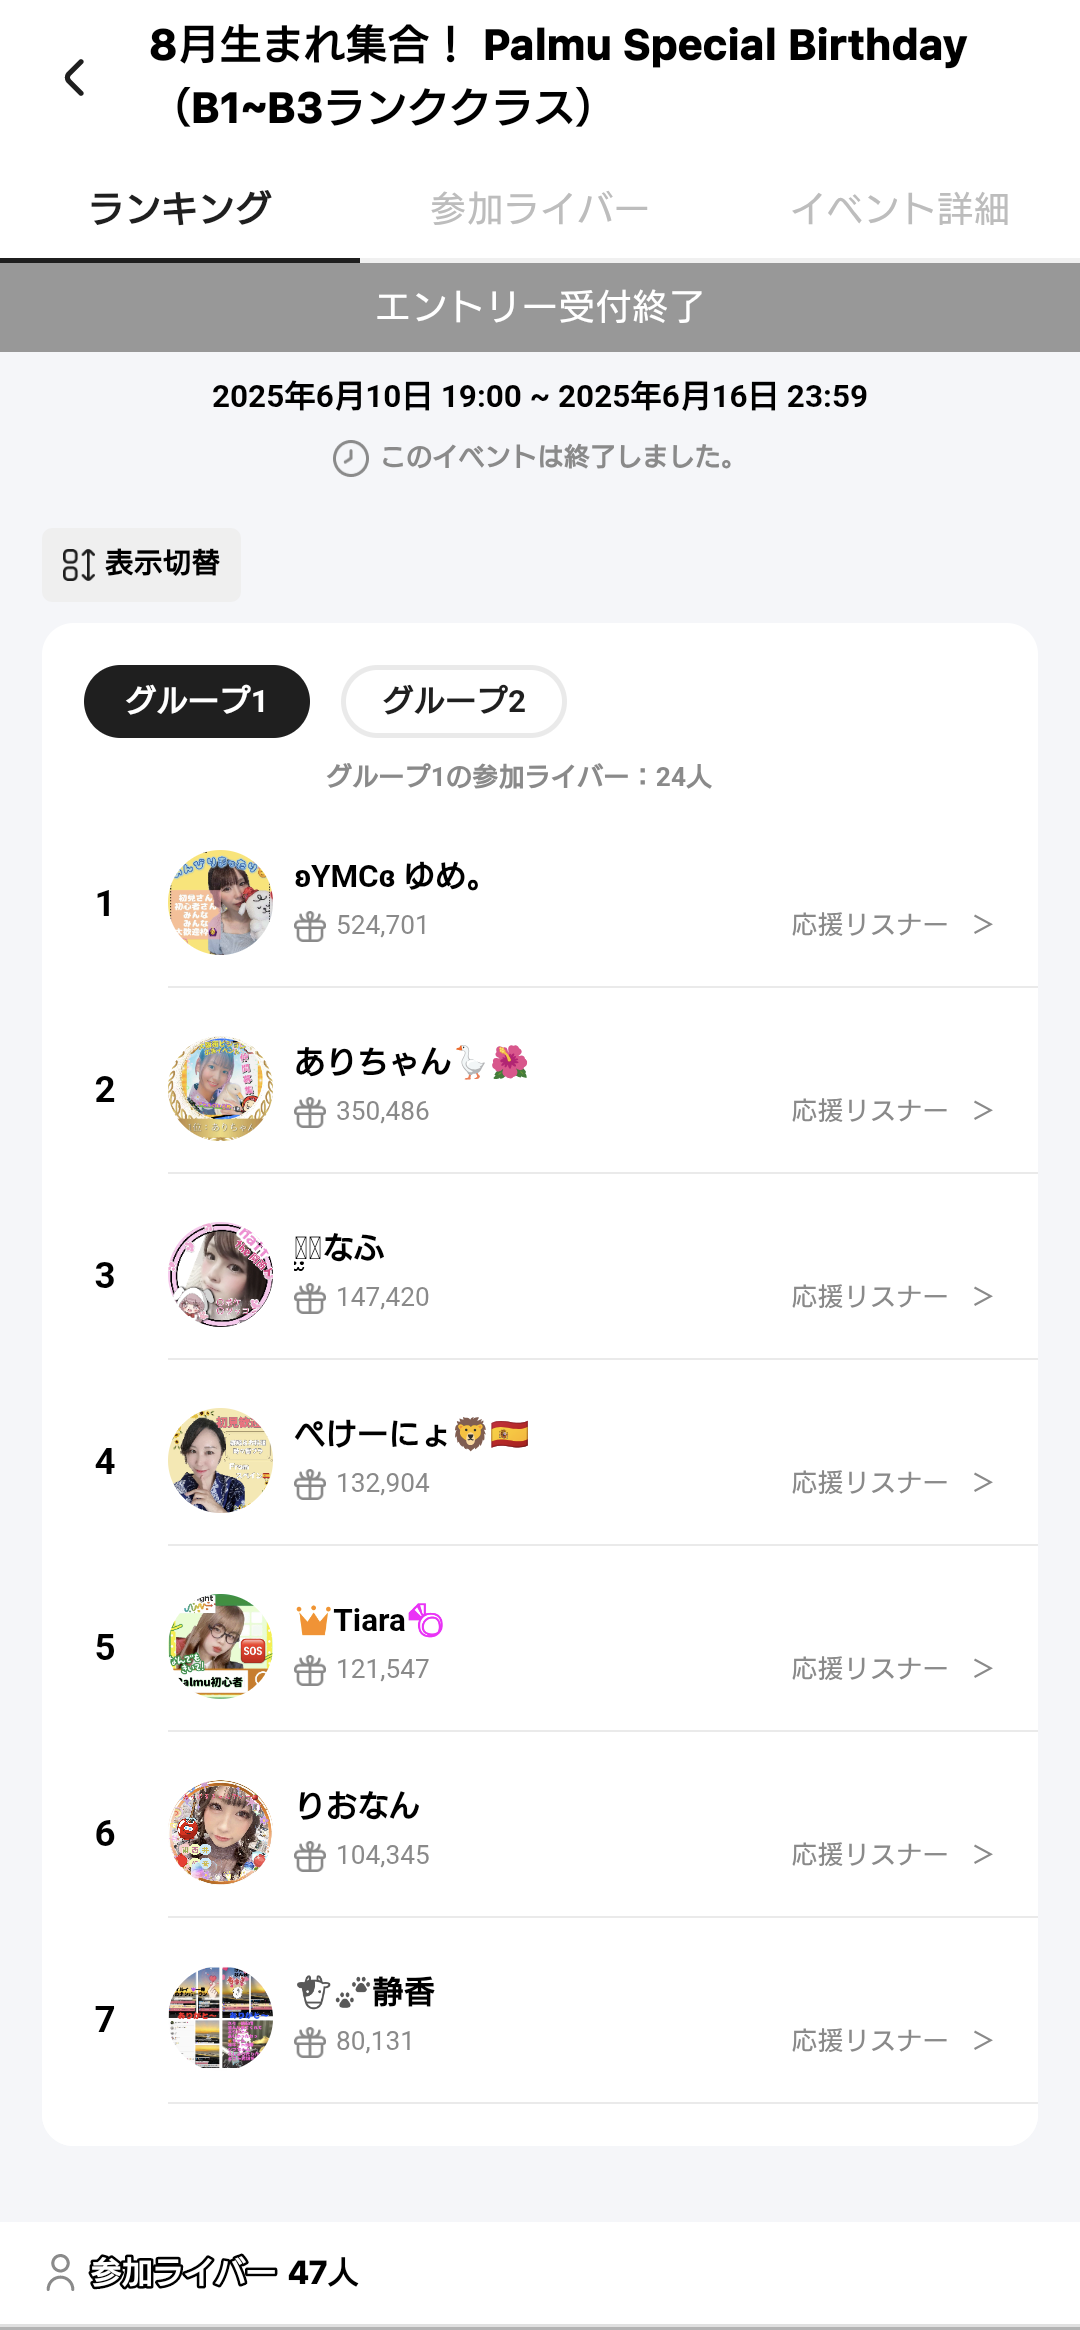 8月生まれ集合！ Palmu Special Birthday
（B1~B3ランククラス）
ランキング
参加ライバー
イベント詳細
エントリー受付終了
2025年6月10日 19:00 ~ 2025年6月16日 23:59
このイベントは終了しました。
表示切替
グループ1
グループ2
グループ1の参加ライバー：24人
1
ʚYMCɞ ゆめ。
524,701
応援リスナー >
2
ありちゃん🪿🌺
350,486
応援リスナー >
3
なふ
147,420
応援リスナー >
4
ぺけーにょ🦁🇪🇸
132,904
応援リスナー >
5
Tiara
121,547
応援リスナー >
SOS
Palmu初心者
6
りおなん
104,345
応援リスナー >
7
🐄🐾静香
80,131
応援リスナー >
参加ライバー 47人